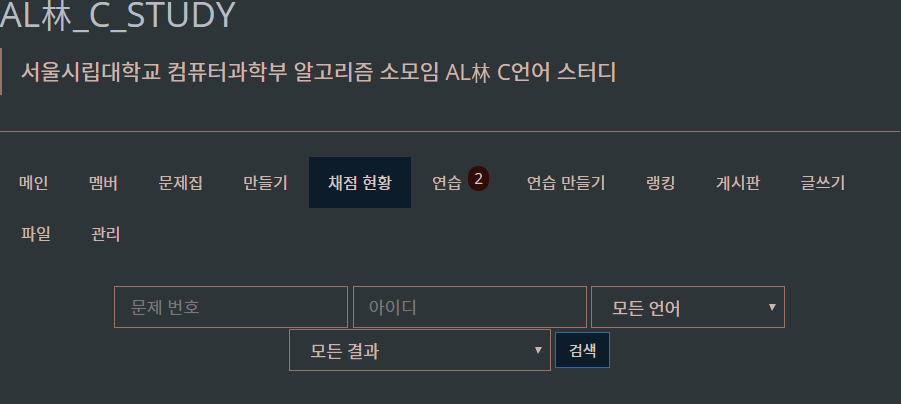 AL林_C_STUDY
서울시립대학교 컴퓨터과학부 알고리즘 소모임 AL林 C언어 스터디
메인 멤버 문제집 만들기 채점 현황 연습 2 연습 만들기 랭킹 게시판 글쓰기
파일 관리
문제 번호 아이디 모든 언어
모든 결과 검색